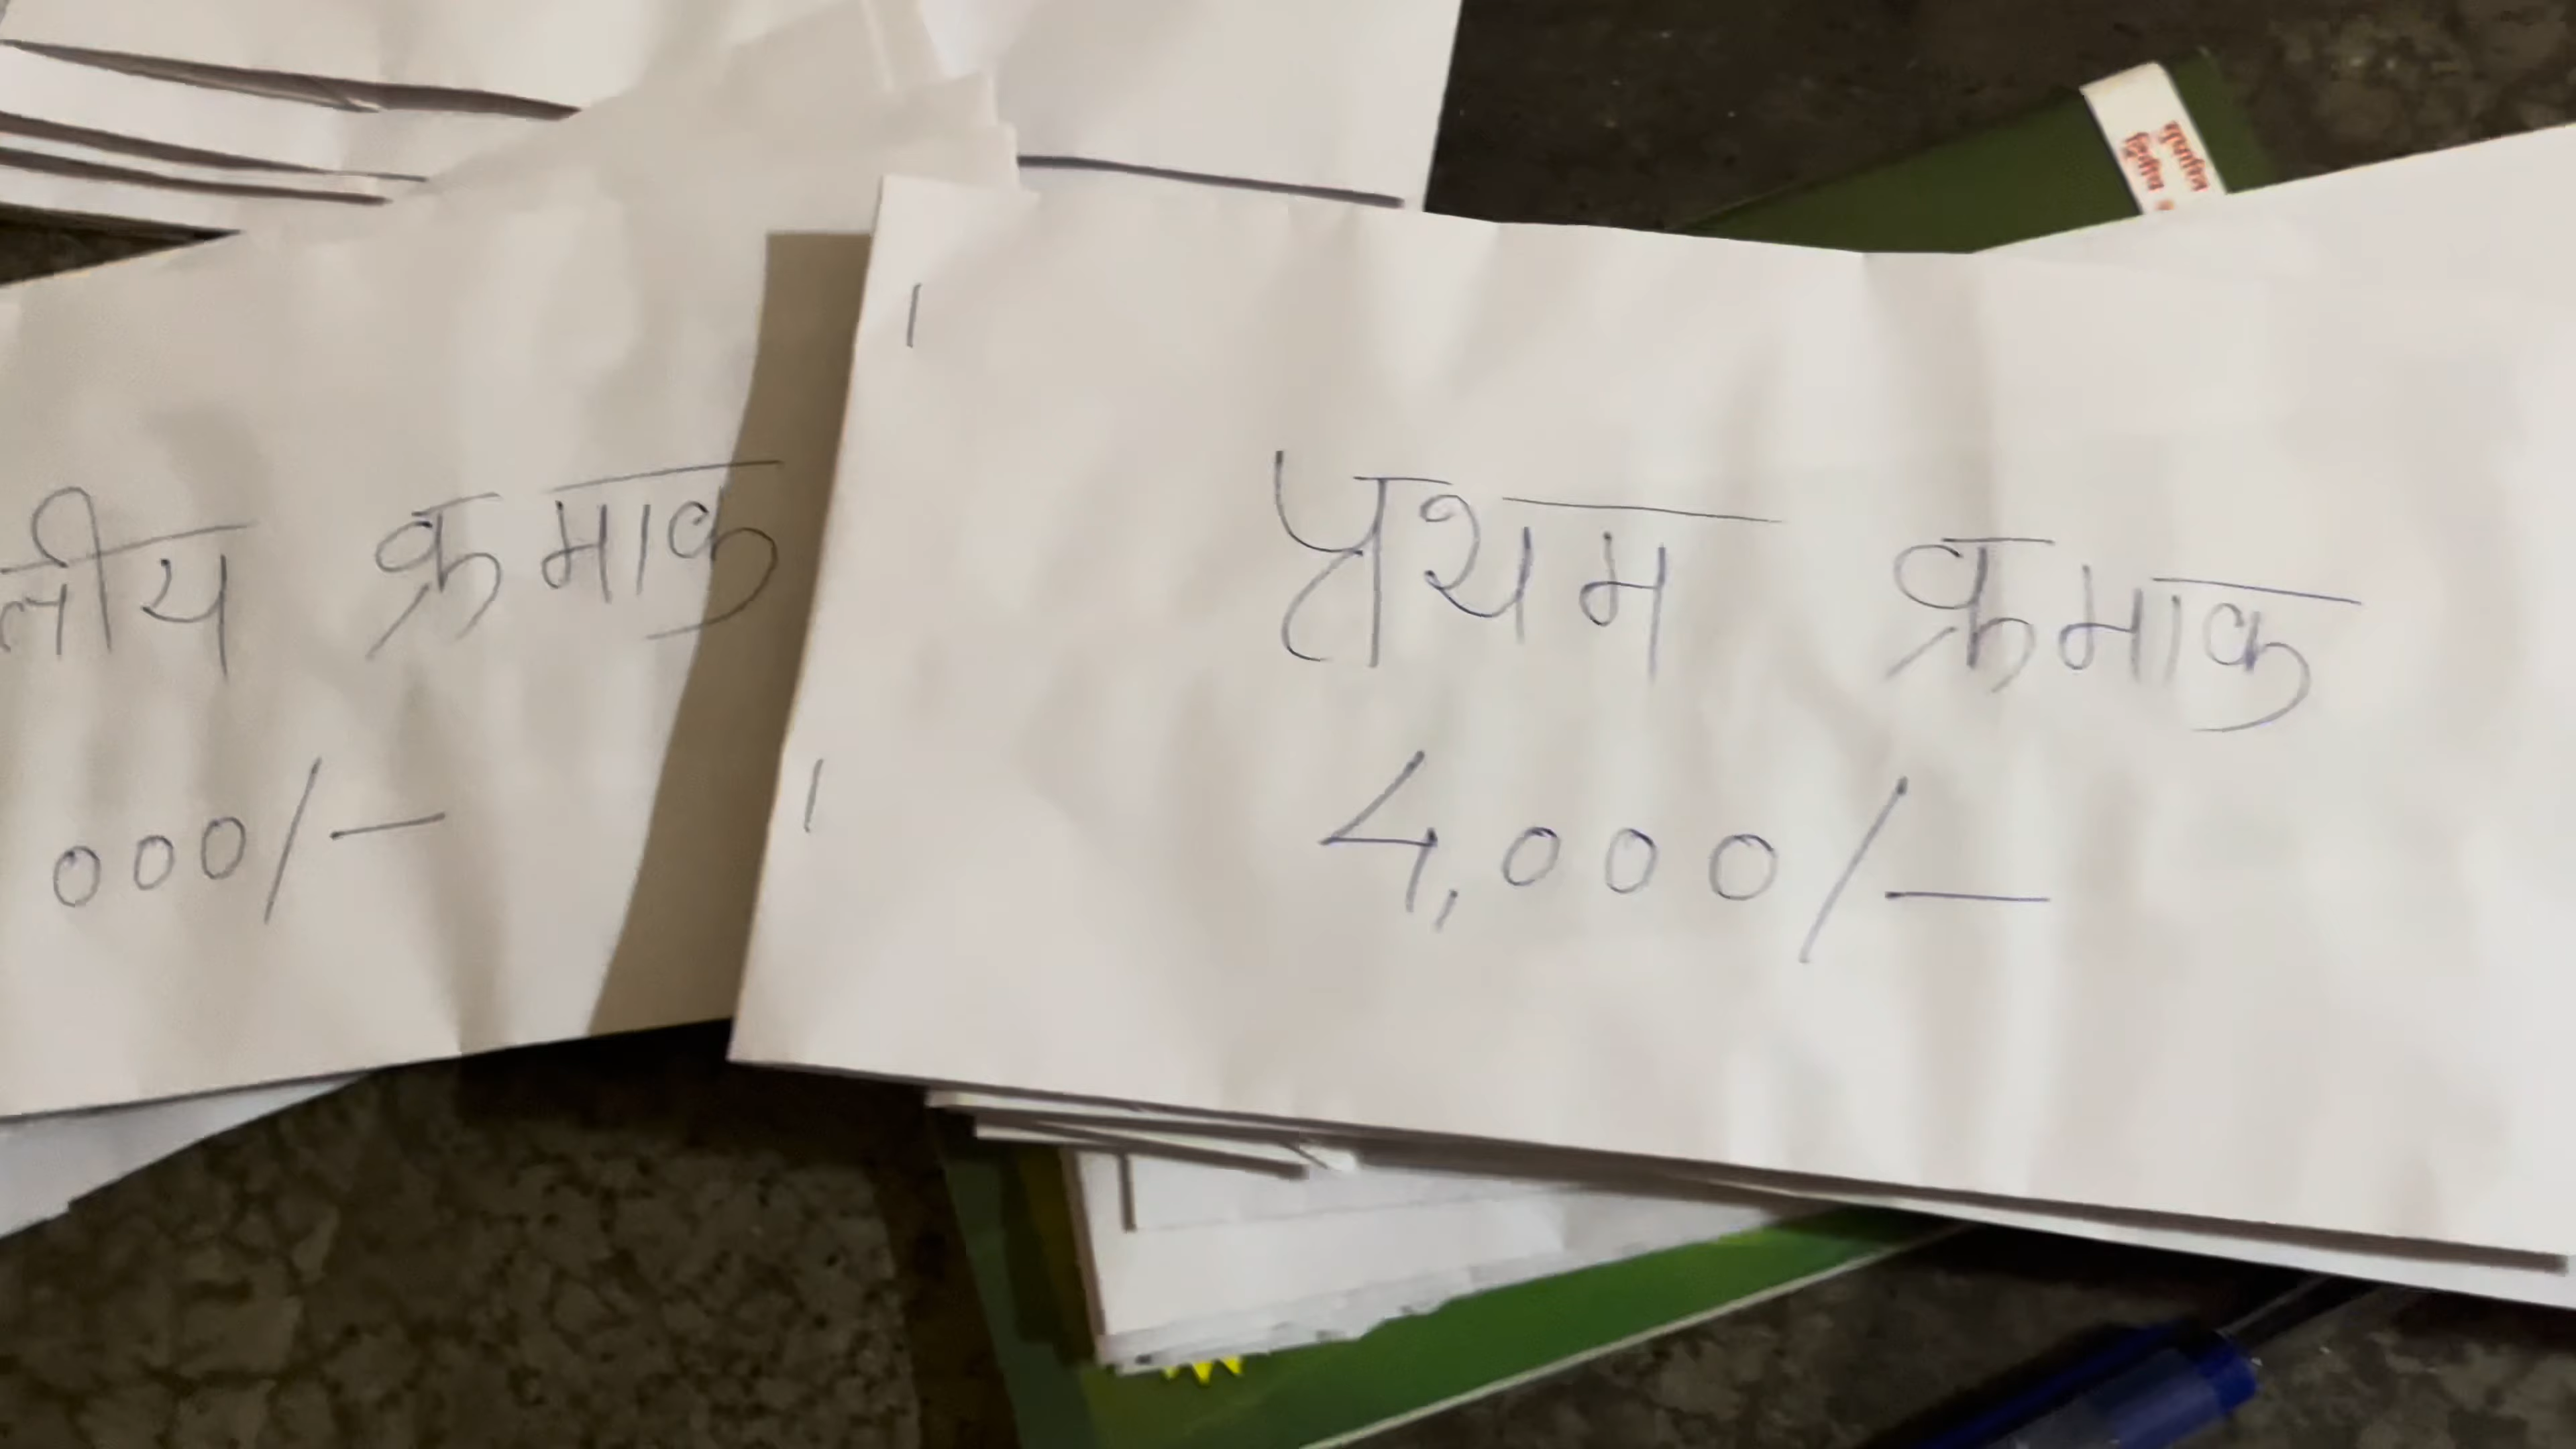 प्रथम क्रमाक
4,000/-
तीय क्रमाक
000/-